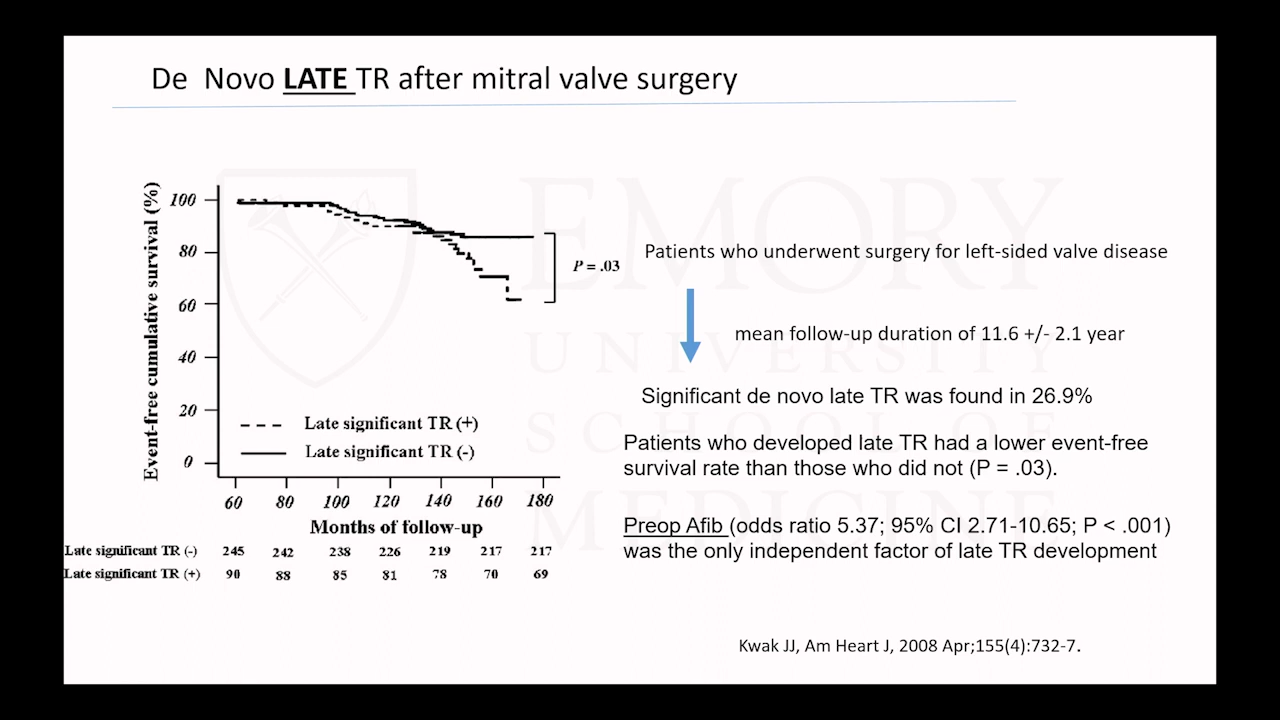 De Novo LATE TR after mitral valve surgery
EMORY
UNIVERSITY
SCHOOL OF
MEDICINE
Event-free cumulative survival (%)
100
80
60
40
20
0
P = .03
Late significant TR (+)
Late significant TR (-)
60 80 100 120 140 160 180
Months of follow-up
Late significant TR (-) 245 242 238 226 219 217 217
Late significant TR (+) 90 88 85 81 78 70 69
Patients who underwent surgery for left-sided valve disease
mean follow-up duration of 11.6 +/- 2.1 year
Significant de novo late TR was found in 26.9%
Patients who developed late TR had a lower event-free
survival rate than those who did not (P = .03).
Preop Afib (odds ratio 5.37; 95% CI 2.71-10.65; P < .001)
was the only independent factor of late TR development
Kwak JJ, Am Heart J, 2008 Apr;155(4):732-7.